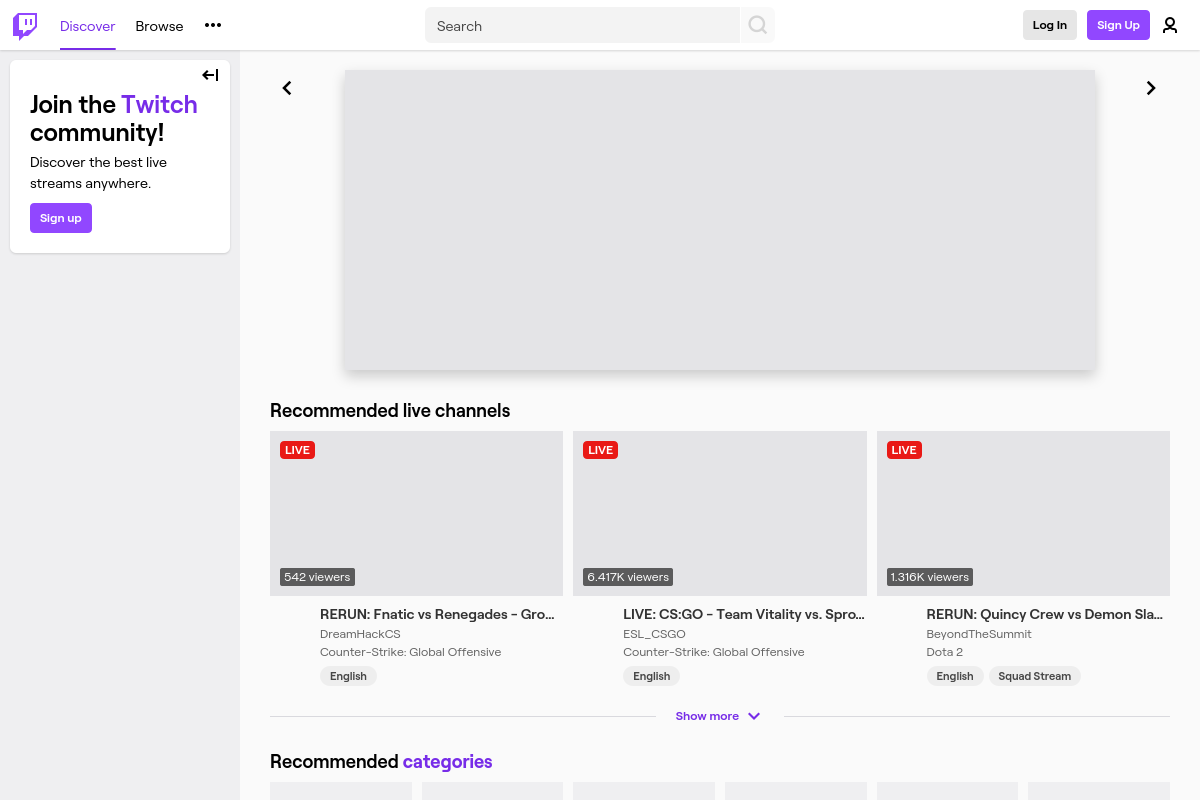 Discover Browse
Search
Log In
Sign Up
Join the Twitch
community!
Discover the best live
streams anywhere.
Sign up
Recommended live channels
LIVE
542 viewers
RERUN: Fnatic vs Renegades – Gro...
DreamHackCS
Counter-Strike: Global Offensive
English
LIVE
6.417K viewers
LIVE: CS:GO – Team Vitality vs. Spro...
ESL_CSGO
Counter-Strike: Global Offensive
English
LIVE
1.316K viewers
RERUN: Quincy Crew vs Demon Sla...
BeyondTheSummit
Dota 2
English Squad Stream
Show more
Recommended categories